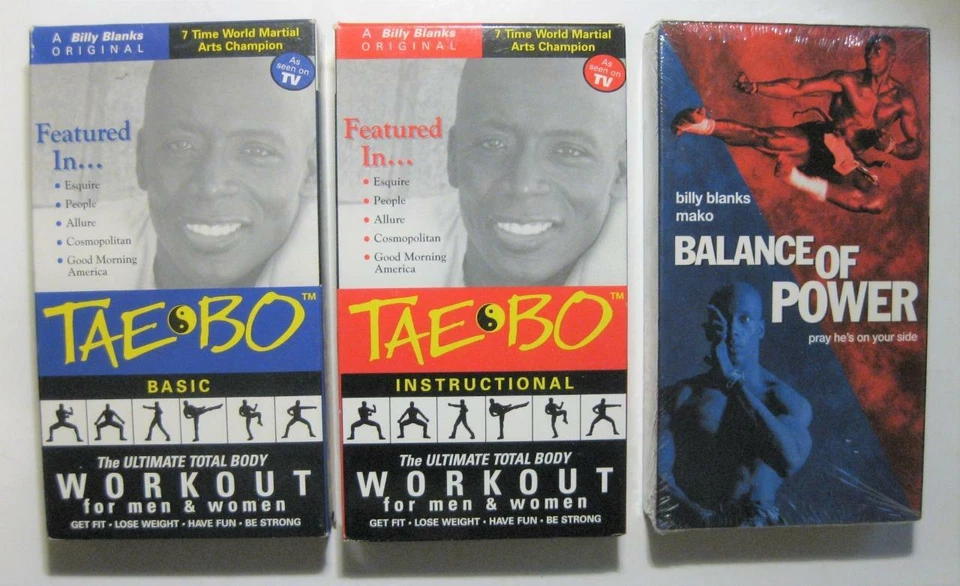 A Billy Blanks
ORIGINAL
7 Time World Martial
Arts Champion
As
seen on
TV
Featured
In...
• Esquire
• People
• Allure
• Cosmopolitan
• Good Morning
America
TAE BO™
BASIC
The ULTIMATE TOTAL BODY
WORKOUT
for men & women
GET FIT • LOSE WEIGHT • HAVE FUN • BE STRONG
A Billy Blanks
ORIGINAL
7 Time World Martial
Arts Champion
As
seen on
TV
Featured
In...
• Esquire
• People
• Allure
• Cosmopolitan
• Good Morning
America
TAE BO™
INSTRUCTIONAL
The ULTIMATE TOTAL BODY
WORKOUT
for men & women
GET FIT • LOSE WEIGHT • HAVE FUN • BE STRONG
billy blanks
mako
BALANCE OF
POWER
pray he's on your side